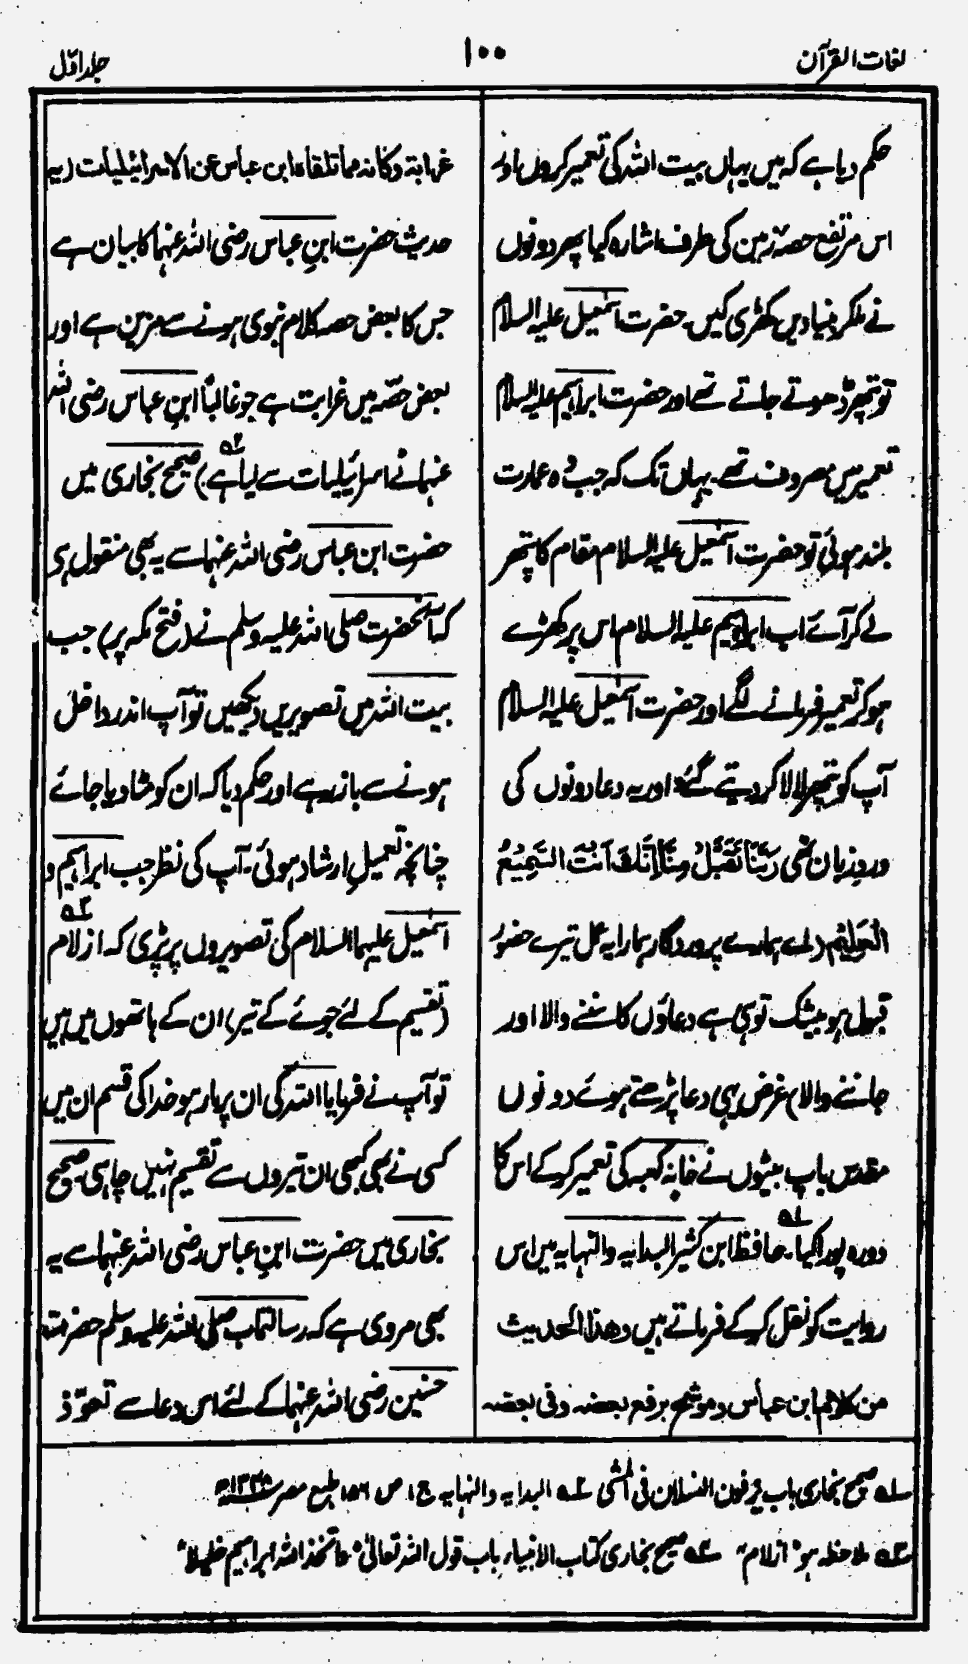 لغات القرآن
۱۰۰
جلد اوّل
حکم دیا ہے کہ میں یہاں بیت اللہ کی تعمیر کروں اور
اس مرتفع حصہ زمین کی طرف اشارہ کیا پھر دونوں
نے ملکر بنیادیں کھڑی کیں۔ حضرت اسمٰعیل علیہ السلام
تو پتھر ڈھوتے جاتے تھے اور حضرت ابراہیم علیہ السلام
تعمیر میں مصروف تھے۔ یہاں تک کہ جب وہ عمارت
بلند ہوئی تو حضرت اسمٰعیل علیہ السلام مقام کا پتھر
لے کر آئے اب ابراہیم علیہ السلام اس پر کھڑے
ہو کر تعمیر فرمانے لگے اور حضرت اسمٰعیل علیہ السلام
آپ کو پتھر لا لا کر دیتے گئے اور یہ دعا دونوں کی
ورد زبان تھی رَبَّنَا تَقَبَّلْ مِنَّا اِنَّكَ اَنْتَ السَّمِيْعُ
الْعَلِيْمُ (اے ہمارے پروردگار ہمارا یہ عمل تیرے حضور
قبول ہو بیشک تو ہی ہے دعاؤں کا سننے والا اور
جاننے والا) غرض یہی دعا پڑھتے ہوئے دونوں
مقدس باپ بیٹوں نے خانہ کعبہ کی تعمیر کر کے اس کا
دورہ پورا کیا۔ لہ حافظ ابن کثیر البدایہ والنہایہ میں اس
روایت کو نقل کر کے فرماتے ہیں وھذا الحدیث
من کلام ابن عباس وموشح برفع بعضہ وفی بعضہ
غرابۃ وکانہ مما تلقاہ ابن عباس عن الاسرائیلیات (یہ
حدیث حضرت ابنِ عباس رضی اللہ عنہما کا بیان ہے
جس کا بعض حصہ کلام نبوی ہونے سے مزین ہے اور
بعض حصّہ میں غرابت ہے جو غالباً ابنِ عباس رضی اللہ
عنہما نے اسرائیلیات سے لیا ہے) ۲ہ صحیح بخاری میں
حضرت ابن عباس رضی اللہ عنہما سے یہ بھی منقول ہی
کہ آنحضرت صلی اللہ علیہ وسلم نے (فتح مکہ پر) جب
بیت اللہ میں تصویریں دیکھیں تو آپ اندر داخل
ہونے سے باز رہے اور حکم دیا کہ ان کو مٹا دیا جائے
چنانچہ تعمیلِ ارشاد ہوئی۔ آپ کی نظر جب ابراہیم و
اسمٰعیل علیہما السلام کی تصویروں پر پڑی کہ ازلام ۳ہ
(تقسیم کے لئے جوئے کے تیر) ان کے ہاتھوں میں ہیں
تو آپ نے فرمایا اللہ کی ان پر مار ہو خدا کی قسم ان میں
کسی نے بھی کبھی ان تیروں سے تقسیم نہیں چاہی صحیح
بخاری میں حضرت ابنِ عباس رضی اللہ عنہما سے یہ
بھی مروی ہے کہ رسالتمآب صلی اللہ علیہ وسلم حضرت
حسنین رضی اللہ عنہما کے لئے اس دعا سے تعوّذ
۱ہ صحیح بخاری باب یزفون النسلان فی المشی ۲ہ البدایہ والنہایہ ج ۱ ص ۱۵۶ طبع مصر
۳ہ ملاحظہ ہو "ازلام" ۴ہ صحیح بخاری کتاب الانبیاء باب قول اللہ تعالیٰ "واتخذ اللہ ابراہیم خلیلا"